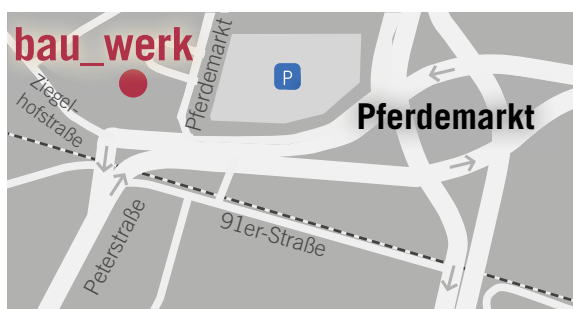 bau_werk
P
Pferdemarkt
Pferdemarkt
Ziegel-
hofstraße
Peterstraße
91er-Straße